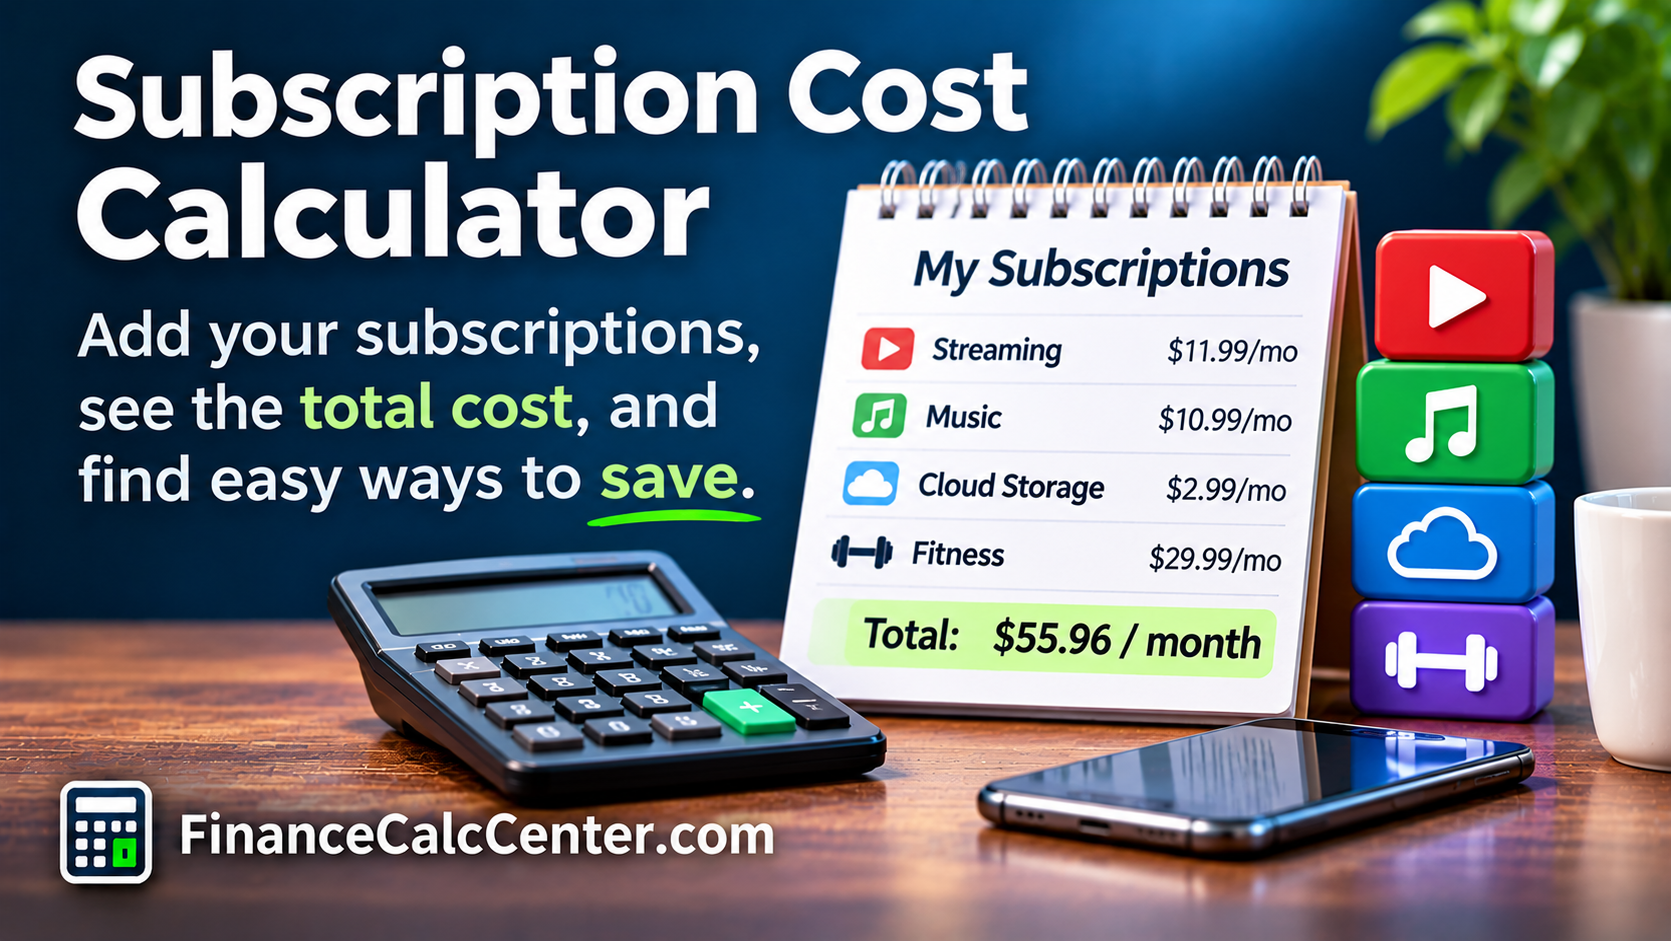 Subscription Cost
Calculator
Add your subscriptions,
see the total cost, and
find easy ways to save.
My Subscriptions
Streaming $11.99/mo
Music $10.99/mo
Cloud Storage $2.99/mo
Fitness $29.99/mo
Total: $55.96 / month
FinanceCalcCenter.com